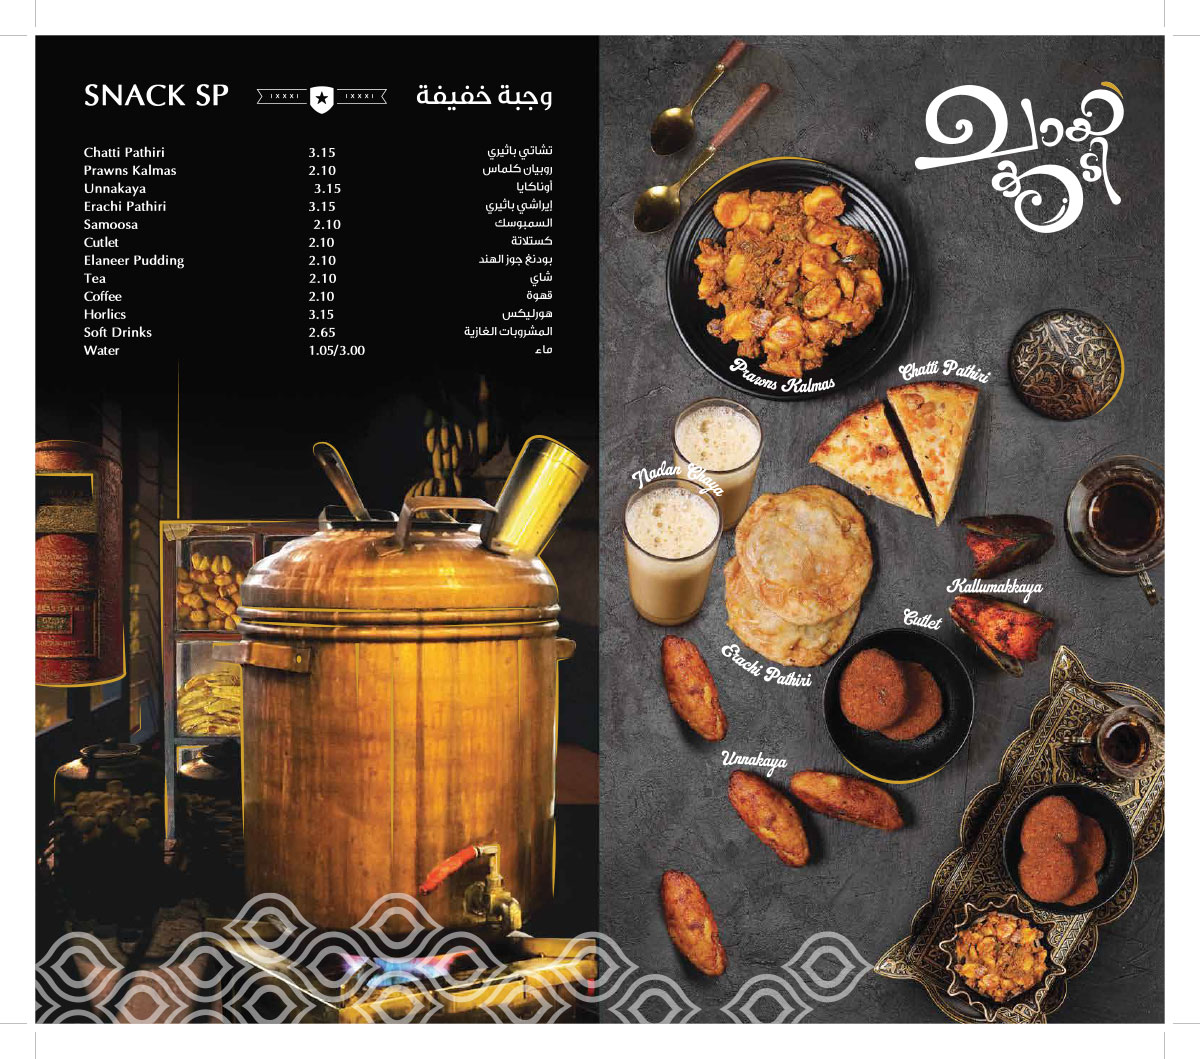 SNACK SP
IXXXI
IXXXI
وجبة خفيفة
Chatti Pathiri 3.15 تشاتي باثيري
Prawns Kalmas 2.10 روبيان كلماس
Unnakaya 3.15 أوناكايا
Erachi Pathiri 3.15 إيراشي باثيري
Samoosa 2.10 السمبوسك
Cutlet 2.10 كستلاتة
Elaneer Pudding 2.10 بودنغ جوز الهند
Tea 2.10 شاي
Coffee 2.10 قهوة
Horlics 3.15 هورليكس
Soft Drinks 2.65 المشروبات الغازية
Water 1.05/3.00 ماء
ചായ
കുടി
Prawns Kalmas
Chatti Pathiri
Nadan Chaya
Kallumakkaya
Cutlet
Erachi Pathiri
Unnakaya